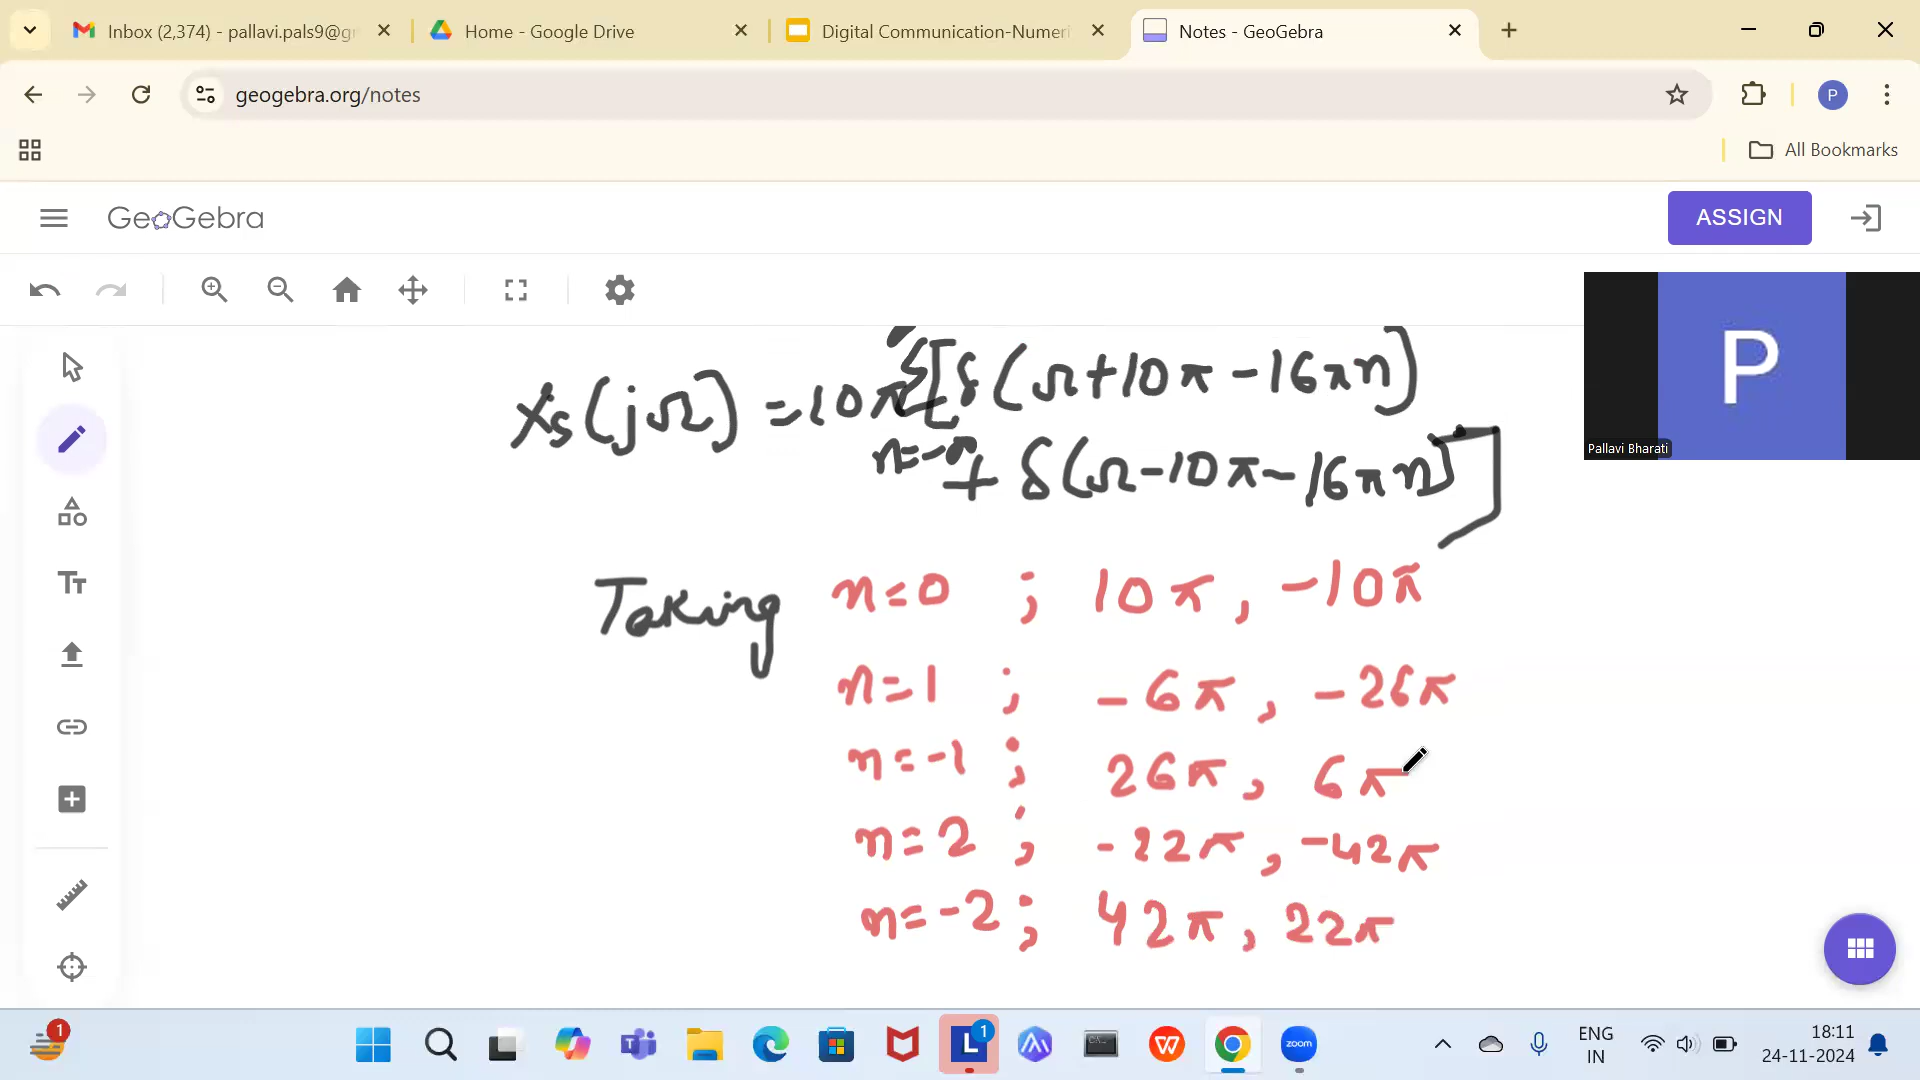 Inbox (2,374) - pallavi.pals9@g
Home - Google Drive
Digital Communication-Numeri
Notes - GeoGebra
geogebra.org/notes
P
All Bookmarks
GeoGebra
ASSIGN
P
Pallavi Bharati
Xs(jΩ) = 10π Σ [δ(Ω+10π-16πn)
n=-∞
+ δ(Ω-10π-16πn)]
Taking n=0 ; 10π, -10π
n=1 ; -6π, -26π
n=-1 ; 26π, 6π
n=2 ; -22π, -42π
n=-2 ; 42π, 22π
Tт
1
L
1
zoom
ENG
IN
18:11
24-11-2024